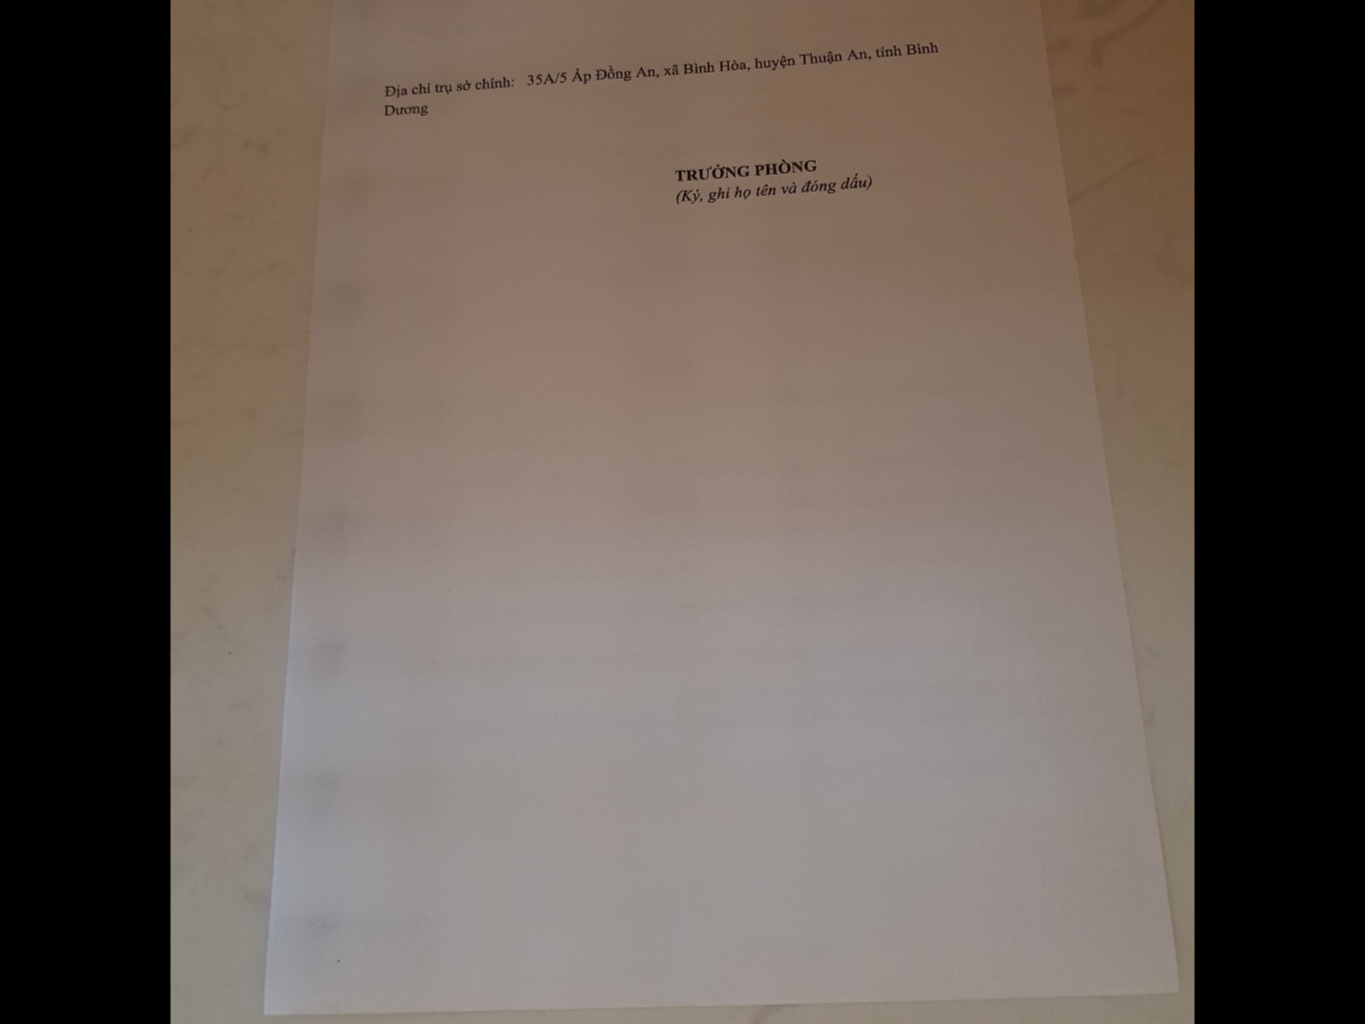 Địa chỉ trụ sở chính: 35A/5 Ấp Đồng An, xã Bình Hòa, huyện Thuận An, tỉnh Bình
Dương
TRƯỞNG PHÒNG
(Ký, ghi họ tên và đóng dấu)